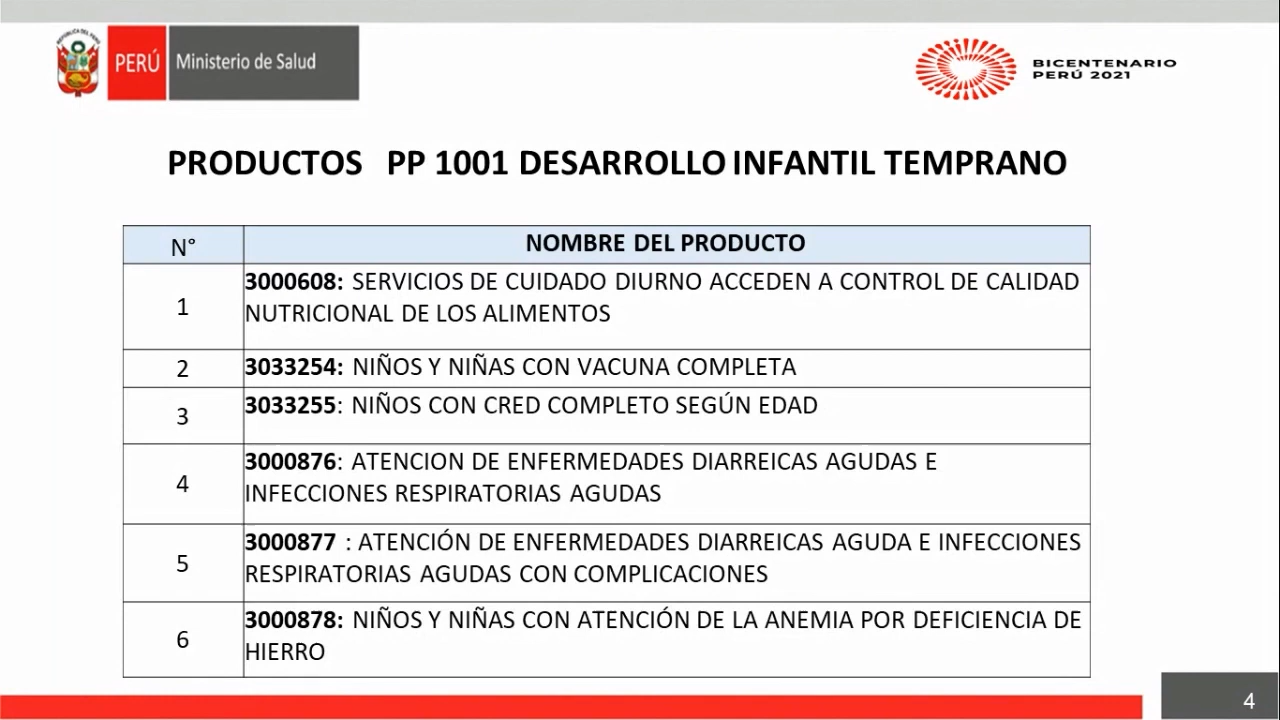 PERÚ Ministerio de Salud
BICENTENARIO
PERÚ 2021
PRODUCTOS PP 1001 DESARROLLO INFANTIL TEMPRANO
N° NOMBRE DEL PRODUCTO
1 3000608: SERVICIOS DE CUIDADO DIURNO ACCEDEN A CONTROL DE CALIDAD
NUTRICIONAL DE LOS ALIMENTOS
2 3033254: NIÑOS Y NIÑAS CON VACUNA COMPLETA
3 3033255: NIÑOS CON CRED COMPLETO SEGÚN EDAD
4 3000876: ATENCION DE ENFERMEDADES DIARREICAS AGUDAS E
INFECCIONES RESPIRATORIAS AGUDAS
5 3000877 : ATENCIÓN DE ENFERMEDADES DIARREICAS AGUDA E INFECCIONES
RESPIRATORIAS AGUDAS CON COMPLICACIONES
6 3000878: NIÑOS Y NIÑAS CON ATENCIÓN DE LA ANEMIA POR DEFICIENCIA DE
HIERRO
4